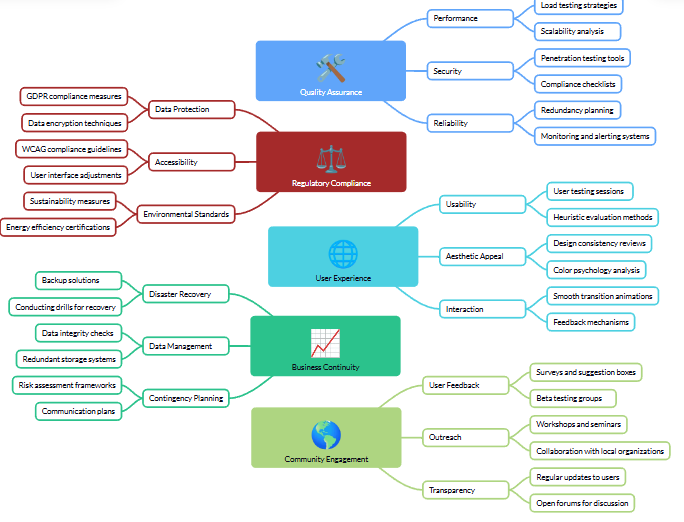 Load testing strategies
Performance
Scalability analysis
Penetration testing tools
Security
Quality Assurance
Compliance checklists
Redundancy planning
Reliability
Monitoring and alerting systems
GDPR compliance measures
Data Protection
Data encryption techniques
WCAG compliance guidelines
Accessibility
User interface adjustments
Regulatory Compliance
Sustainability measures
Environmental Standards
Energy efficiency certifications
User testing sessions
Usability
Heuristic evaluation methods
Design consistency reviews
Aesthetic Appeal
Color psychology analysis
User Experience
Smooth transition animations
Interaction
Feedback mechanisms
Backup solutions
Disaster Recovery
Conducting drills for recovery
Data integrity checks
Data Management
Redundant storage systems
Business Continuity
Risk assessment frameworks
Contingency Planning
Communication plans
Surveys and suggestion boxes
User Feedback
Beta testing groups
Workshops and seminars
Outreach
Collaboration with local organizations
Community Engagement
Regular updates to users
Transparency
Open forums for discussion